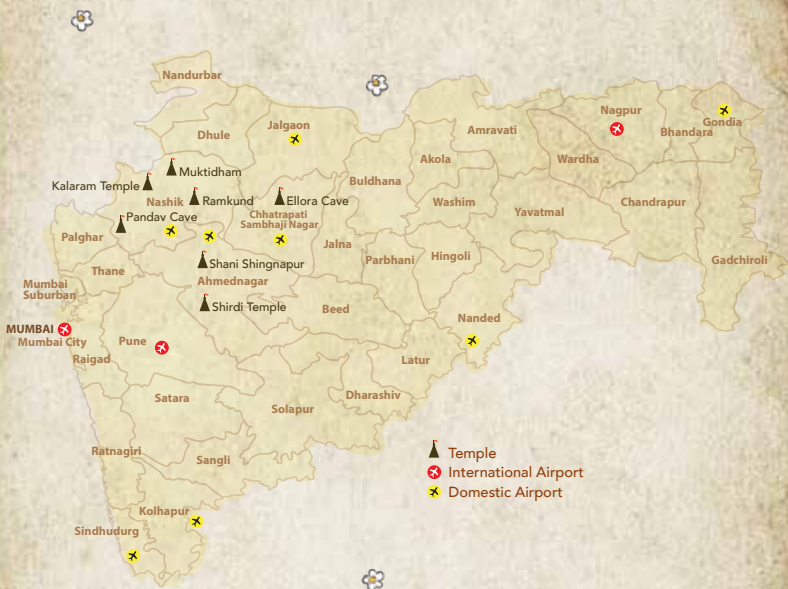 Nandurbar
Dhule
Jalgaon
Nagpur
Gondia
Bhandara
Amravati
Akola
Wardha
Muktidham
Kalaram Temple
Nashik
Ramkund
Ellora Cave
Buldhana
Washim
Yavatmal
Chandrapur
Pandav Cave
Chhatrapati
Sambhaji Nagar
Palghar
Jalna
Parbhani
Hingoli
Gadchiroli
Thane
Shani Shingnapur
Ahmednagar
Mumbai
Suburban
Shirdi Temple
Beed
Nanded
MUMBAI
Mumbai City
Pune
Raigad
Latur
Satara
Dharashiv
Solapur
Ratnagiri
Sangli
Temple
International Airport
Domestic Airport
Kolhapur
Sindhudurg